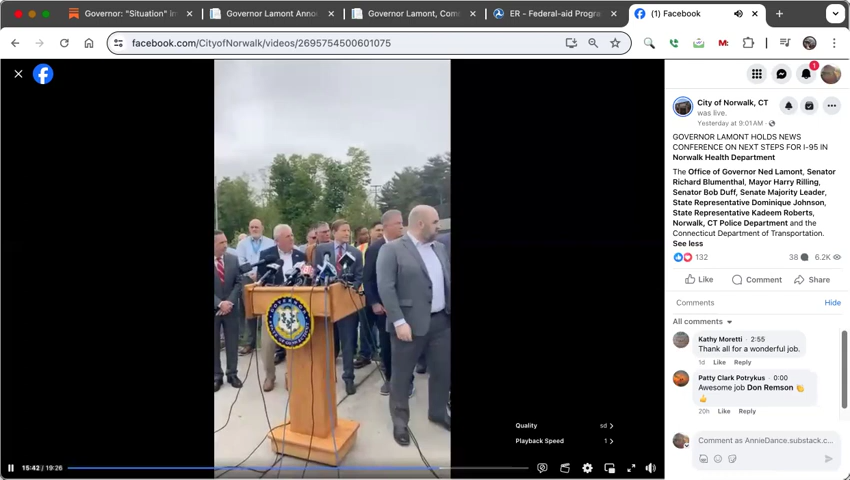 Governor: "Situation" In
Governor Lamont Anno
Governor Lamont, Com
ER - Federal-aid Progra
(1) Facebook
facebook.com/CityofNorwalk/videos/2695754500601075
City of Norwalk, CT
was live.
Yesterday at 9:01 AM
GOVERNOR LAMONT HOLDS NEWS
CONFERENCE ON NEXT STEPS FOR I-95 IN
Norwalk Health Department
The Office of Governor Ned Lamont, Senator
Richard Blumenthal, Mayor Harry Rilling,
Senator Bob Duff, Senate Majority Leader,
State Representative Dominique Johnson,
State Representative Kadeem Roberts,
Norwalk, CT Police Department and the
Connecticut Department of Transportation.
See less
132
38
6.2K
Like
Comment
Share
Comments
Hide
All comments
Kathy Moretti · 2:55
Thank all for a wonderful job.
1d Like Reply
Patty Clark Potrykus · 0:00
Awesome job Don Remson
20h Like Reply
Comment as AnnieDance.substack.c...
Quality sd
Playback Speed 1
15:42 / 19:26